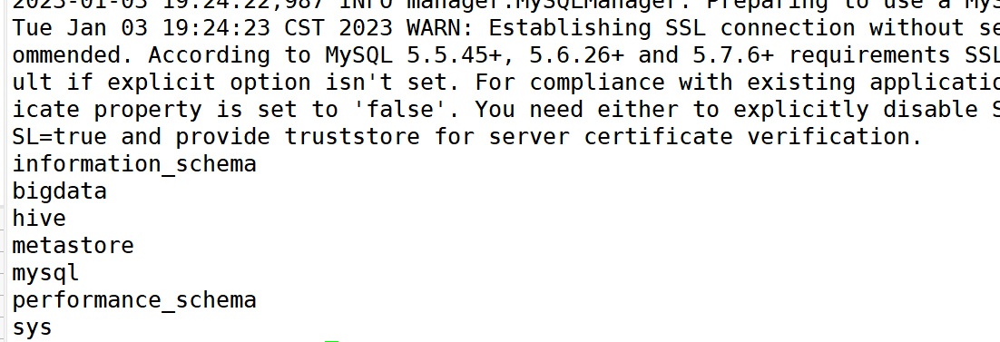 2023-01-03 19:24:22,987 INFO manager.MySQLManager: Preparing to use a MyS
Tue Jan 03 19:24:23 CST 2023 WARN: Establishing SSL connection without se
ommended. According to MySQL 5.5.45+, 5.6.26+ and 5.7.6+ requirements SSL
ult if explicit option isn't set. For compliance with existing applicatio
icate property is set to 'false'. You need either to explicitly disable S
SL=true and provide truststore for server certificate verification.
information_schema
bigdata
hive
metastore
mysql
performance_schema
sys